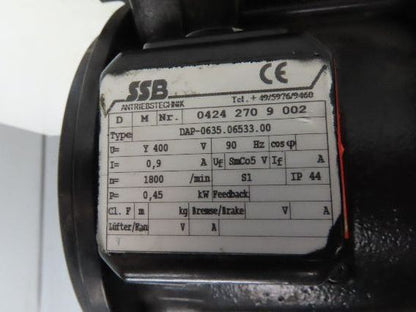 SSB CE
ANTRIEBSTECHNIK Tel. + 49/5976/9460
D M Nr. 0424 270 9 002
Type DAP-0635.06533.00
U= Y 400 V 90 Hz cos φ
I= 0,9 A Uf SmCo5 V If A
n= 1800 /min S1 IP 44
P= 0,45 kW Feedback
Cl. F m kg Bremse/Brake V A
Lüfter/Fan V A